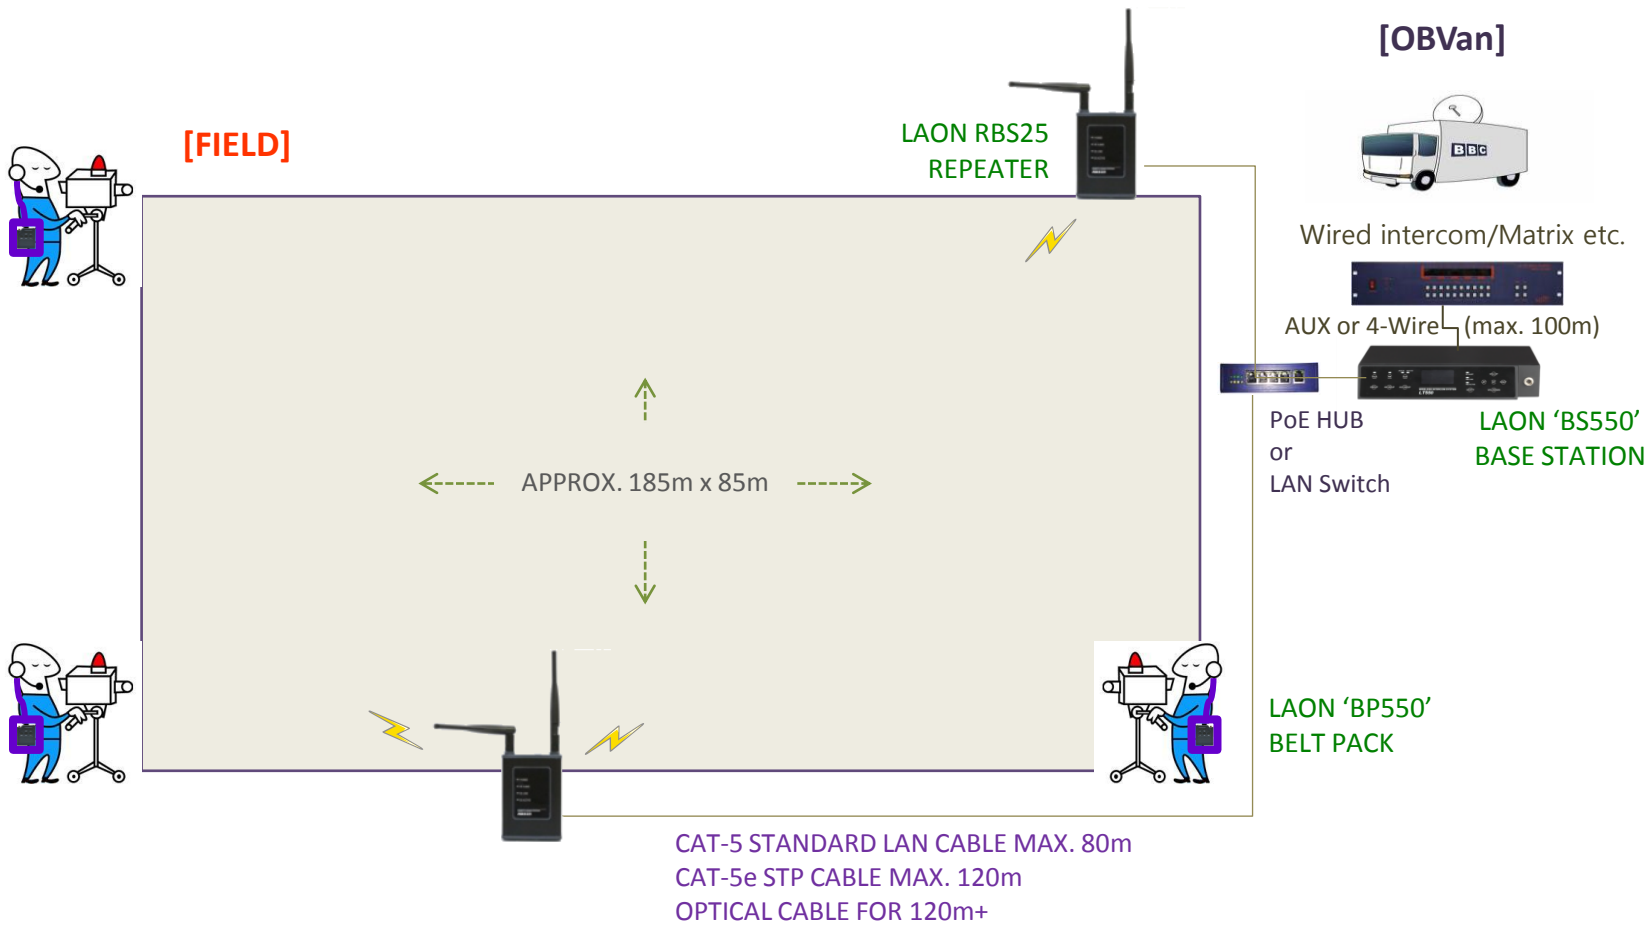 [OBVan]
[FIELD]
LAON RBS25
REPEATER
BBC
Wired intercom/Matrix etc.
AUX or 4-Wire (max. 100m)
PoE HUB
or
LAN Switch
LAON ‘BS550’
BASE STATION
APPROX. 185m x 85m
LAON ‘BP550’
BELT PACK
CAT-5 STANDARD LAN CABLE MAX. 80m
CAT-5e STP CABLE MAX. 120m
OPTICAL CABLE FOR 120m+